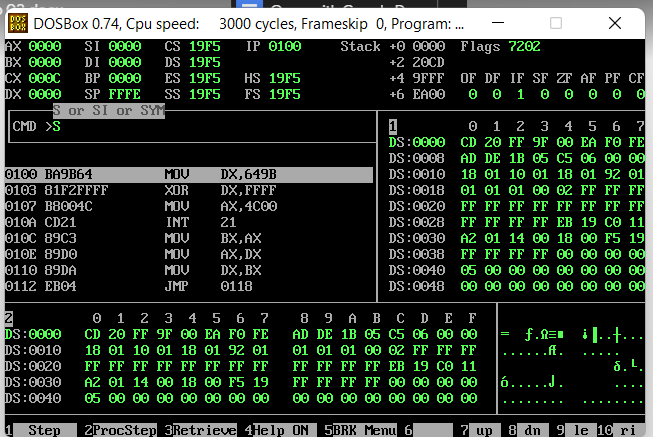 DOS
BOX
DOSBox 0.74, Cpu speed: 3000 cycles, Frameskip 0, Program: ...
AX 0000 SI 0000 CS 19F5 IP 0100 Stack +0 0000 Flags 7202
BX 0000 DI 0000 DS 19F5 +2 20CD
CX 000C BP 0000 ES 19F5 HS 19F5 +4 9FFF OF DF IF SF ZF AF PF CF
DX 0000 SP FFFE SS 19F5 FS 19F5 +6 EA00 0 0 1 0 0 0 0 0
S or SI or SYM
CMD >S
1 0 1 2 3 4 5 6 7
DS:0000 CD 20 FF 9F 00 EA F0 FE
DS:0008 AD DE 1B 05 C5 06 00 00
DS:0010 18 01 10 01 18 01 92 01
DS:0018 01 01 01 00 02 FF FF FF
DS:0020 FF FF FF FF FF FF FF FF
DS:0028 FF FF FF FF EB 19 C0 11
DS:0030 A2 01 14 00 18 00 F5 19
DS:0038 FF FF FF FF 00 00 00 00
DS:0040 05 00 00 00 00 00 00 00
DS:0048 00 00 00 00 00 00 00 00
0100 BA9B64 MOV DX,649B
0103 81F2FFFF XOR DX,FFFF
0107 B8004C MOV AX,4C00
010A CD21 INT 21
010C 89C3 MOV BX,AX
010E 89D0 MOV AX,DX
0110 89DA MOV DX,BX
0112 EB04 JMP 0118
2 0 1 2 3 4 5 6 7 8 9 A B C D E F
DS:0000 CD 20 FF 9F 00 EA F0 FE AD DE 1B 05 C5 06 00 00
DS:0010 18 01 10 01 18 01 92 01 01 01 01 00 02 FF FF FF
DS:0020 FF FF FF FF FF FF FF FF FF FF FF FF EB 19 C0 11
DS:0030 A2 01 14 00 18 00 F5 19 FF FF FF FF 00 00 00 00
DS:0040 05 00 00 00 00 00 00 00 00 00 00 00 00 00 00 00
1 Step 2ProcStep 3Retrieve 4Help ON 5BRK Menu 6 7 up 8 dn 9 le 10 ri